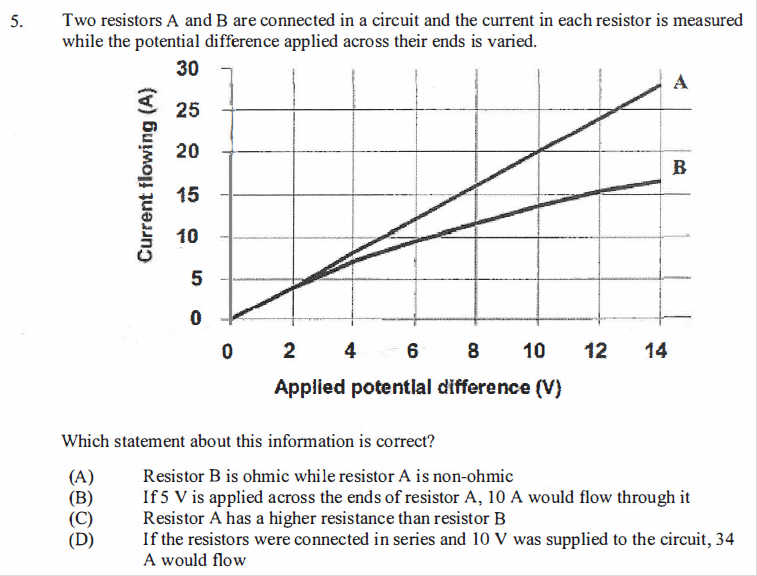 5. Two resistors A and B are connected in a circuit and the current in each resistor is measured
while the potential difference applied across their ends is varied.
30
A
25
20
B
15
10
5
0
Current flowing (A)
0 2 4 6 8 10 12 14
Applied potential difference (V)
Which statement about this information is correct?
(A) Resistor B is ohmic while resistor A is non-ohmic
(B) If 5 V is applied across the ends of resistor A, 10 A would flow through it
(C) Resistor A has a higher resistance than resistor B
(D) If the resistors were connected in series and 10 V was supplied to the circuit, 34
A would flow